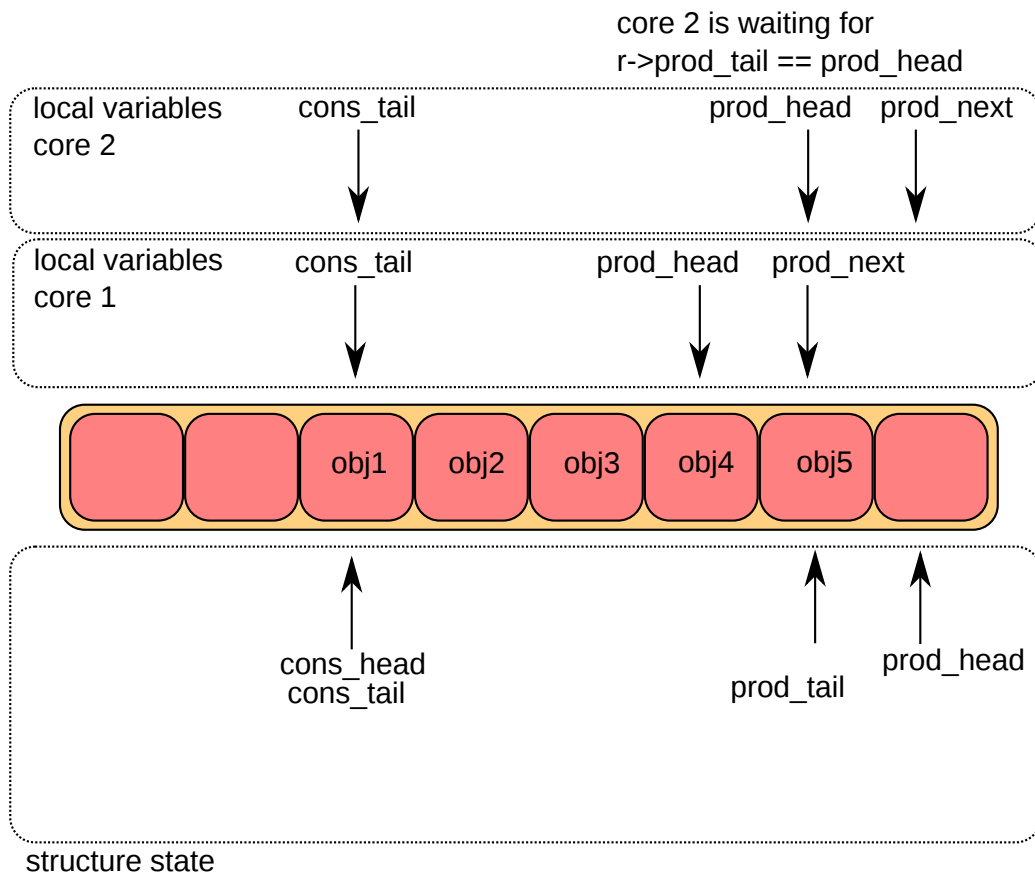 core 2 is waiting for
r->prod_tail == prod_head
local variables
core 2
cons_tail
prod_head
prod_next
local variables
core 1
cons_tail
prod_head
prod_next
obj1
obj2
obj3
obj4
obj5
cons_head
cons_tail
prod_tail
prod_head
structure state